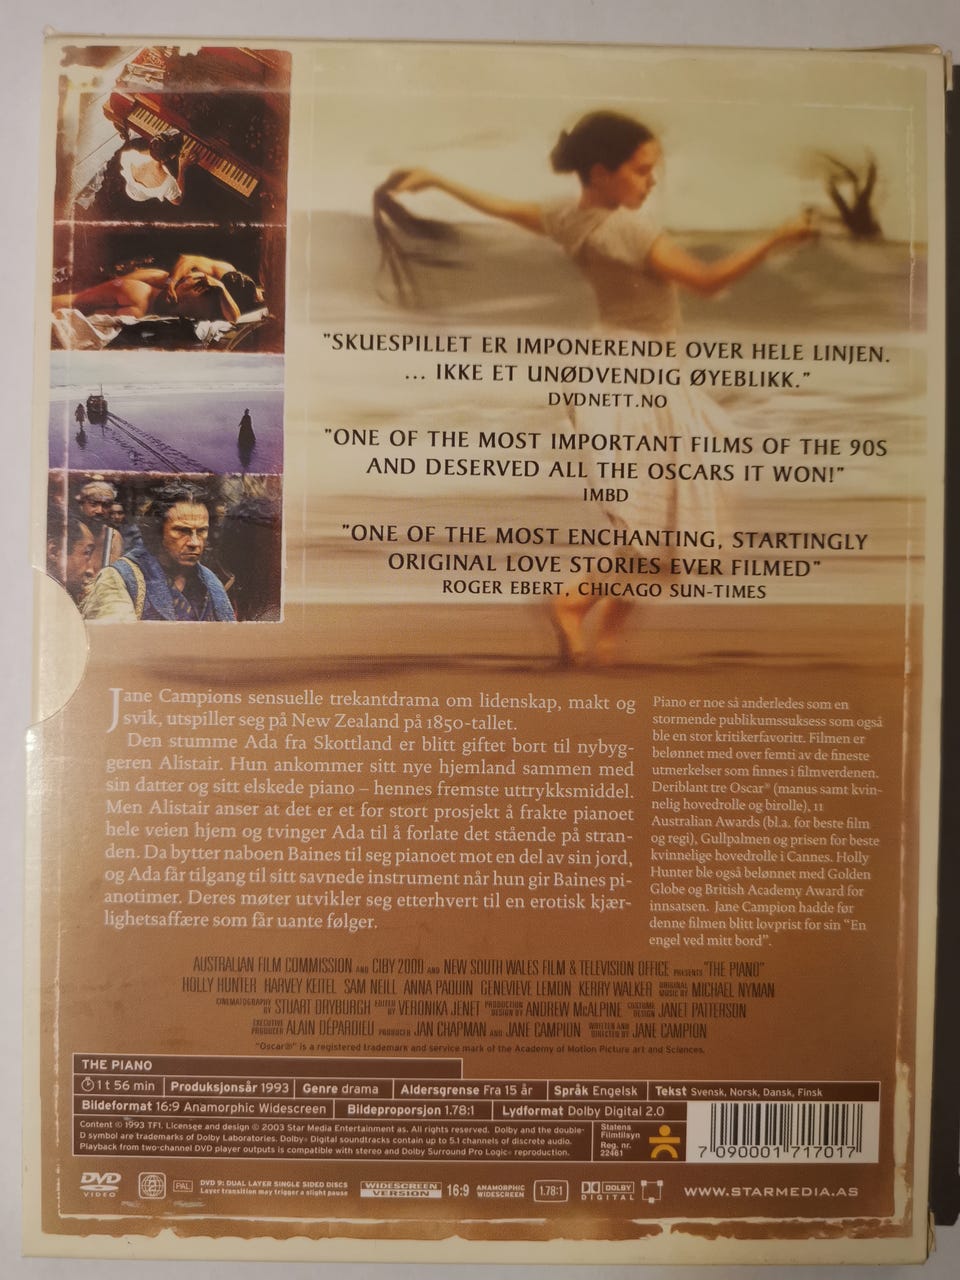 "SKUESPILLET ER IMPONERENDE OVER HELE LINJEN.
... IKKE ET UNØDVENDIG ØYEBLIKK."
DVDNETT.NO
"ONE OF THE MOST IMPORTANT FILMS OF THE 90S
AND DESERVED ALL THE OSCARS IT WON!"
IMBD
"ONE OF THE MOST ENCHANTING, STARTINGLY
ORIGINAL LOVE STORIES EVER FILMED"
ROGER EBERT, CHICAGO SUN-TIMES
Jane Campions sensuelle trekantdrama om lidenskap, makt og
svik, utspiller seg på New Zealand på 1850-tallet.
Den stumme Ada fra Skottland er blitt giftet bort til nybyg-
geren Alistair. Hun ankommer sitt nye hjemland sammen med
sin datter og sitt elskede piano – hennes fremste uttrykksmiddel.
Men Alistair anser at det er et for stort prosjekt å frakte pianoet
hele veien hjem og tvinger Ada til å forlate det stående på stran-
den. Da bytter naboen Baines til seg pianoet mot en del av sin jord,
og Ada får tilgang til sitt savnede instrument når hun gir Baines pi-
anotimer. Deres møter utvikler seg etterhvert til en erotisk kjær-
lighetsaffære som får uante følger.
Piano er noe så anderledes som en
stormende publikumssuksess som også
ble en stor kritikerfavoritt. Filmen er
belønnet med over femti av de fineste
utmerkelser som finnes i filmverdenen.
Deriblant tre Oscar® (manus samt kvin-
nelig hovedrolle og birolle), 11
Australian Awards (bl.a. for beste film
og regi), Gullpalmen og prisen for beste
kvinnelige hovedrolle i Cannes. Holly
Hunter ble også belønnet med Golden
Globe og British Academy Award for
innsatsen. Jane Campion hadde før
denne filmen blitt lovprist for sin "En
engel ved mitt bord".
AUSTRALIAN FILM COMMISSION AND CIBY 2000 AND NEW SOUTH WALES FILM & TELEVISION OFFICE PRESENTS "THE PIANO"
HOLLY HUNTER HARVEY KEITEL SAM NEILL ANNA PAQUIN GENEVIEVE LEMON KERRY WALKER ORIGINAL MUSIC BY MICHAEL NYMAN
CINEMATOGRAPHY BY STUART DRYBURGH EDITED BY VERONIKA JENET PRODUCTION DESIGN BY ANDREW McALPINE COSTUME DESIGN JANET PATTERSON
EXECUTIVE PRODUCER ALAIN DÉPARDIEU PRODUCER JAN CHAPMAN AND JANE CAMPION WRITTEN AND DIRECTED BY JANE CAMPION
"Oscar®" is a registered trademark and service mark of the Academy of Motion Picture art and Sciences.
THE PIANO
1 t 56 min Produksjonsår 1993 Genre drama Aldersgrense Fra 15 år Språk Engelsk Tekst Svensk, Norsk, Dansk, Finsk
Bildeformat 16:9 Anamorphic Widescreen Bildeproporsjon 1.78:1 Lydformat Dolby Digital 2.0
Content © 1993 TF1. Licensee and design © 2003 Star Media Entertainment as. All rights reserved. Dolby and the double-
D symbol are trademarks of Dolby Laboratories. Dolby® Digital soundtracks contain up to 5.1 channels of discrete audio.
Playback from two-channel DVD player outputs is compatible with stereo and Dolby Surround Pro Logic® reproduction.
Statens
Filmtilsyn
Reg. nr.
22461
7 090001 717017
DVD VIDEO
2
PAL
DVD 9: DUAL LAYER SINGLE SIDED DISCS
Layer transition may trigger a slight pause
WIDESCREEN VERSION
16:9
ANAMORPHIC WIDESCREEN
1.78:1
DOLBY DIGITAL
WWW.STARMEDIA.AS